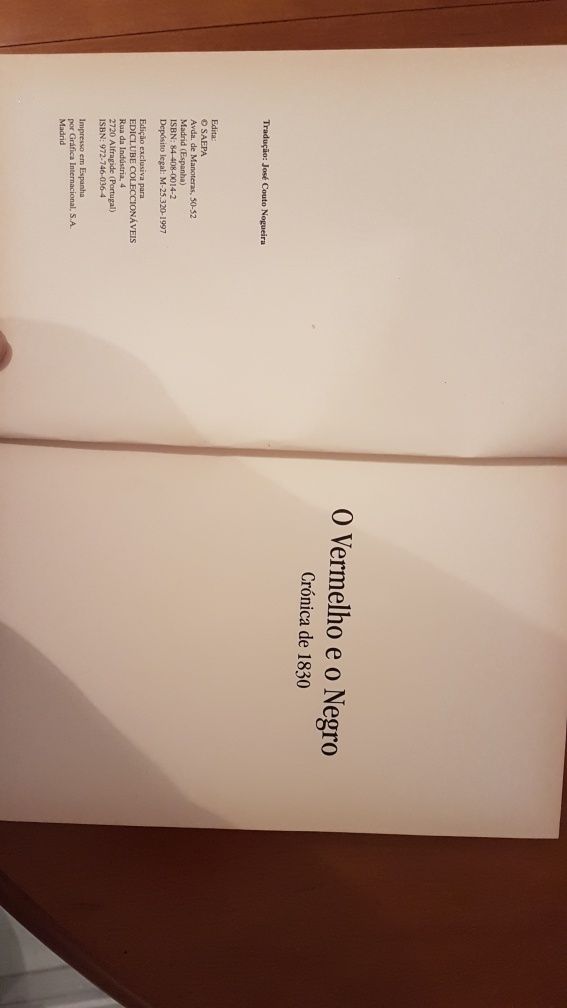 Tradução: José Couto Nogueira
Edita:
© SAEPA
Avda. de Manoteras, 50-52
Madrid (Espanha)
ISBN: 84-408-0014-2
Depósito legal: M-25.320-1997
Edição exclusiva para
EDICLUBE COLECCIONÁVEIS
Rua da Indústria, 4
2720 Alfragide (Portugal)
ISBN: 972-746-036-4
Impresso em Espanha
por Gráfica Internacional, S.A.
Madrid
O Vermelho e o Negro
Crónica de 1830